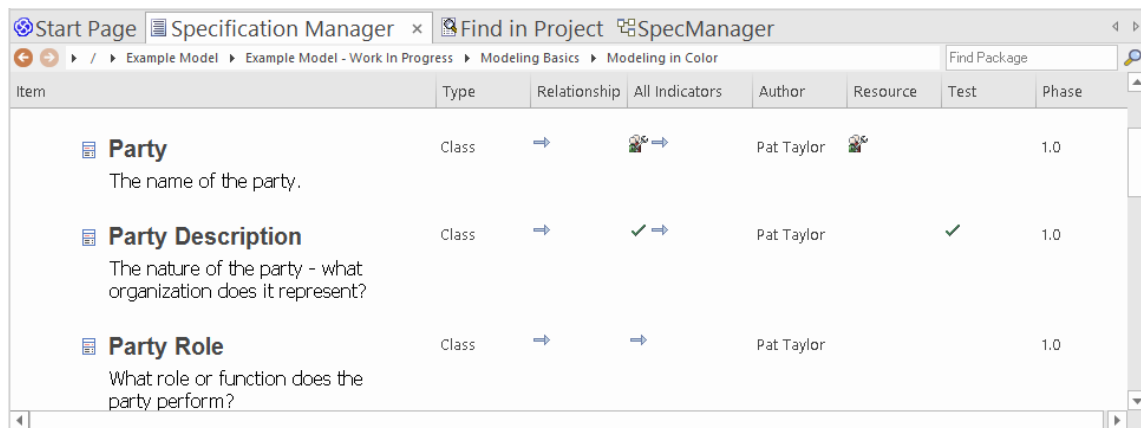 Start Page Specification Manager × Find in Project SpecManager
/ Example Model Example Model - Work In Progress Modeling Basics Modeling in Color Find Package
Item Type Relationship All Indicators Author Resource Test Phase
Party Class Pat Taylor 1.0
The name of the party.
Party Description Class Pat Taylor 1.0
The nature of the party - what
organization does it represent?
Party Role Class Pat Taylor 1.0
What role or function does the
party perform?